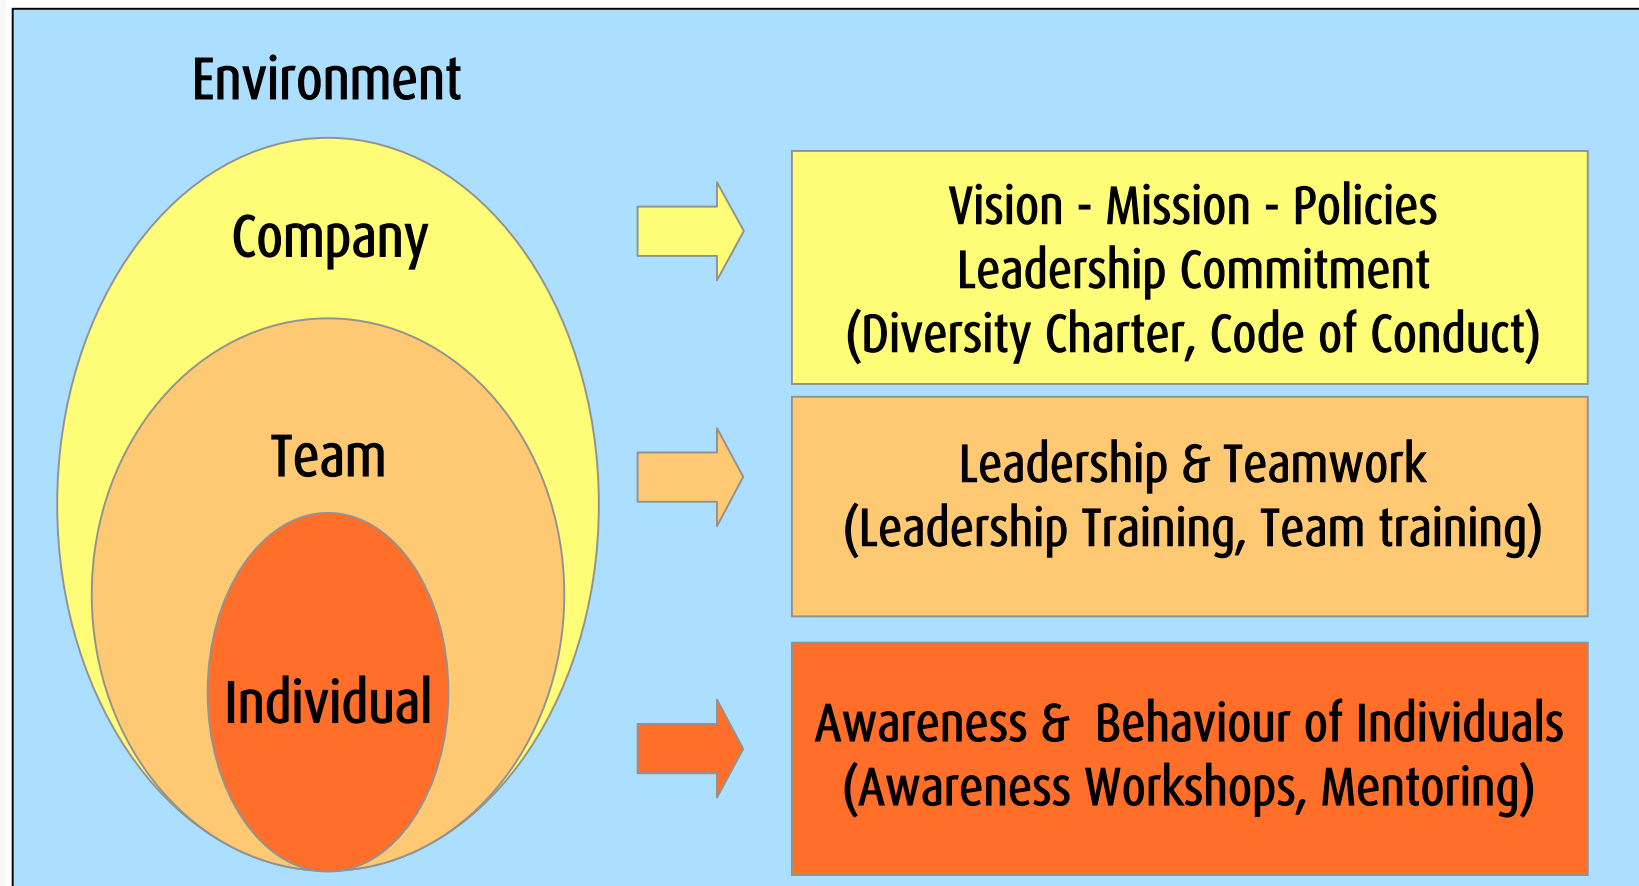 Environment
Company
Vision - Mission - Policies
Leadership Commitment
(Diversity Charter, Code of Conduct)
Team
Leadership & Teamwork
(Leadership Training, Team training)
Individual
Awareness &  Behaviour of Individuals
(Awareness Workshops, Mentoring)